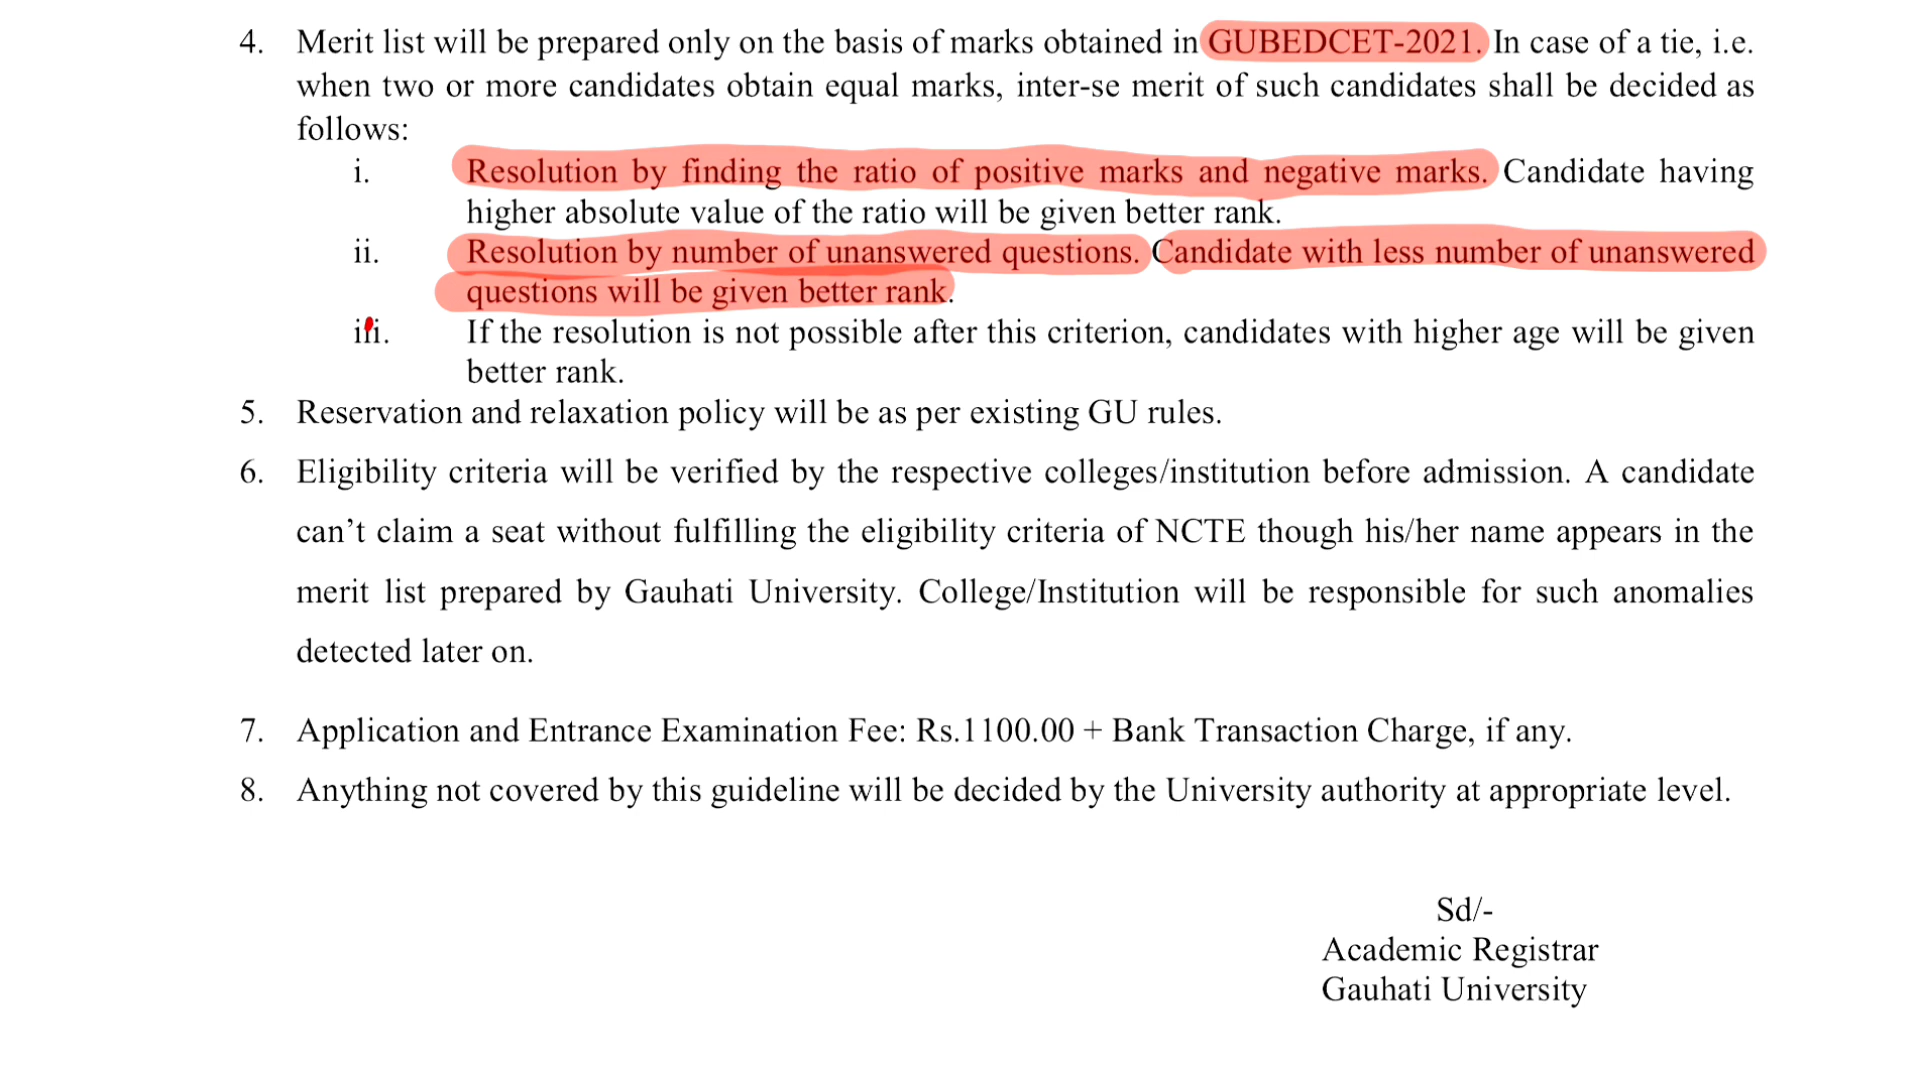 4. Merit list will be prepared only on the basis of marks obtained in GUBEDCET-2021. In case of a tie, i.e.
when two or more candidates obtain equal marks, inter-se merit of such candidates shall be decided as
follows:
i. Resolution by finding the ratio of positive marks and negative marks. Candidate having
higher absolute value of the ratio will be given better rank.
ii. Resolution by number of unanswered questions. Candidate with less number of unanswered
questions will be given better rank.
iii. If the resolution is not possible after this criterion, candidates with higher age will be given
better rank.
5. Reservation and relaxation policy will be as per existing GU rules.
6. Eligibility criteria will be verified by the respective colleges/institution before admission. A candidate
can’t claim a seat without fulfilling the eligibility criteria of NCTE though his/her name appears in the
merit list prepared by Gauhati University. College/Institution will be responsible for such anomalies
detected later on.
7. Application and Entrance Examination Fee: Rs.1100.00 + Bank Transaction Charge, if any.
8. Anything not covered by this guideline will be decided by the University authority at appropriate level.
Sd/-
Academic Registrar
Gauhati University